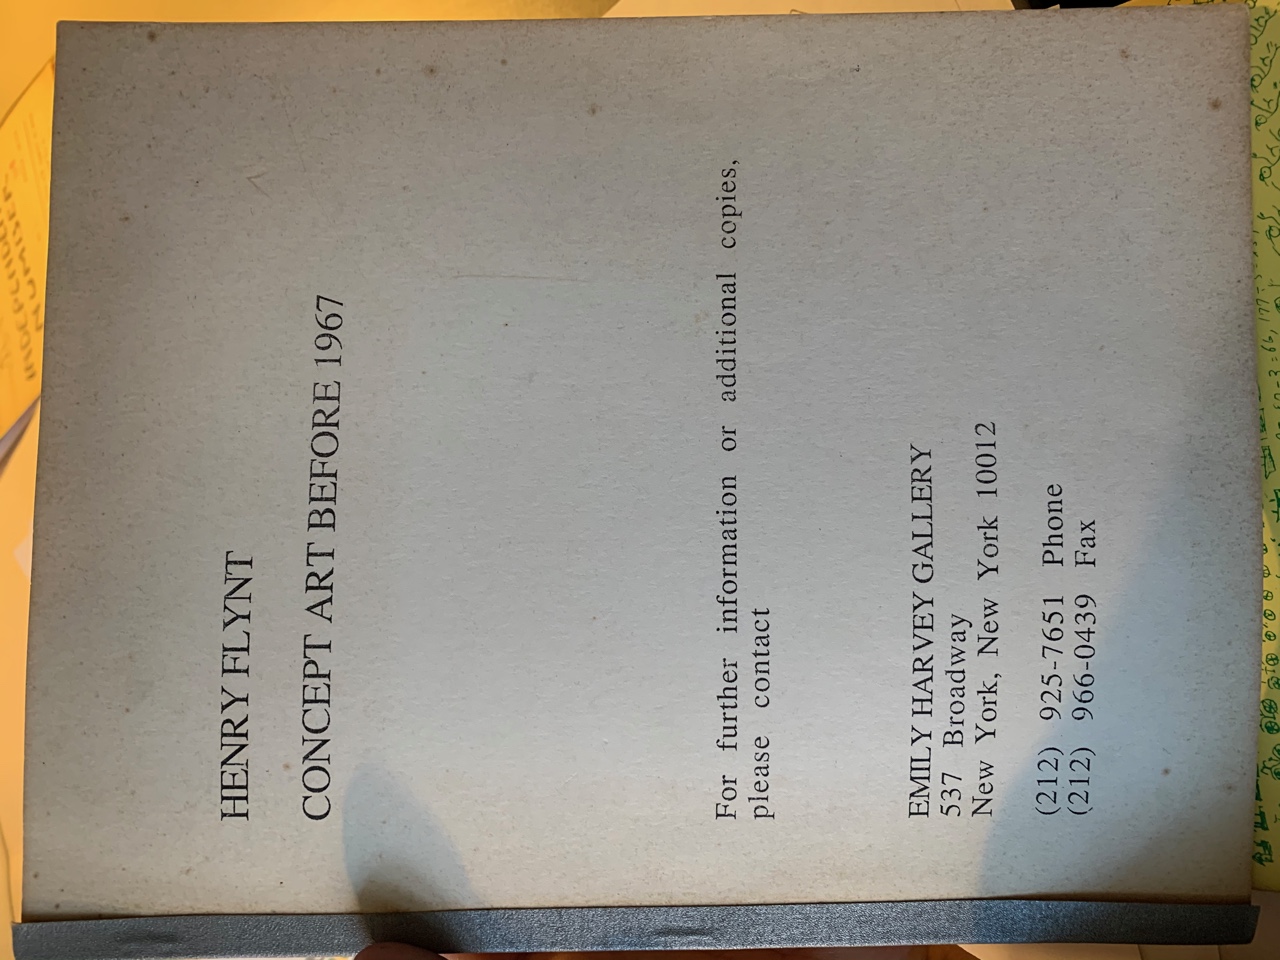 HENRY FLYNT
CONCEPT ART BEFORE 1967
For further information or additional copies,
please contact
EMILY HARVEY GALLERY
537 Broadway
New York, New York 10012
(212) 925-7651 Phone
(212) 966-0439 Fax